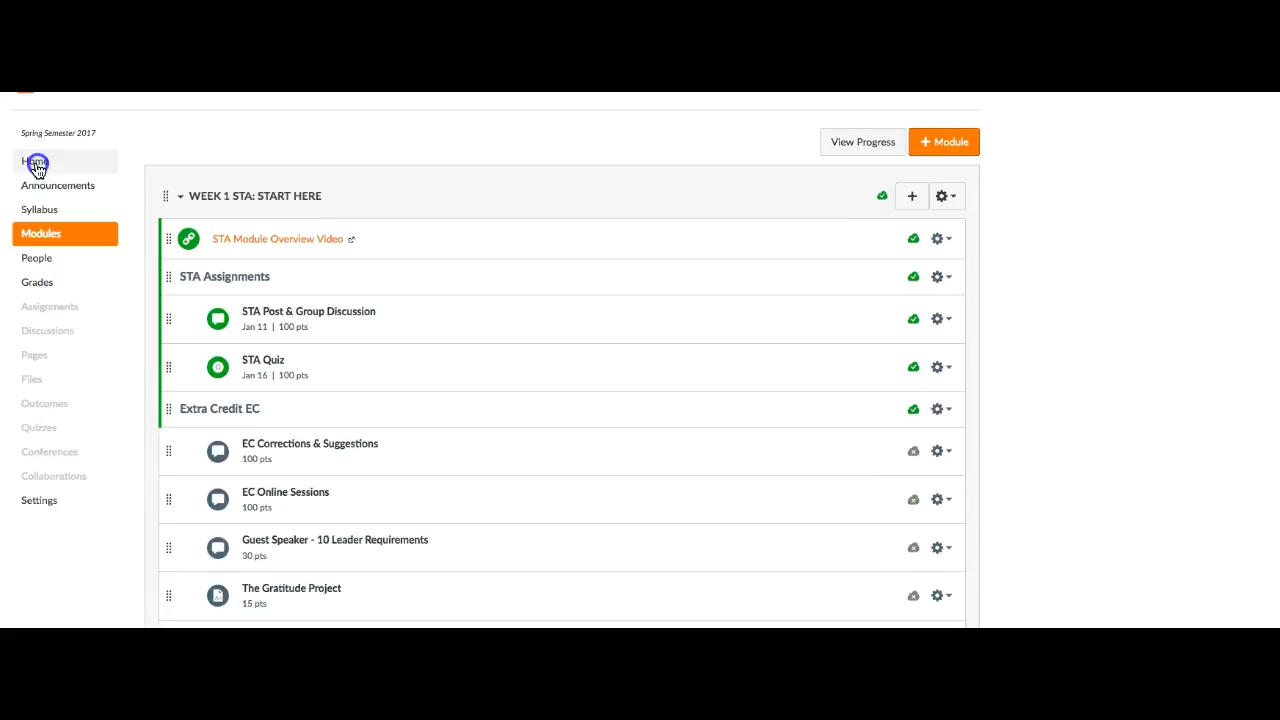 Spring Semester 2017
Home
Announcements
Syllabus
Modules
People
Grades
Assignments
Discussions
Pages
Files
Outcomes
Quizzes
Conferences
Collaborations
Settings
View Progress
+ Module
WEEK 1 STA: START HERE
STA Module Overview Video
STA Assignments
STA Post & Group Discussion
Jan 11 | 100 pts
STA Quiz
Jan 16 | 100 pts
Extra Credit EC
EC Corrections & Suggestions
100 pts
EC Online Sessions
100 pts
Guest Speaker - 10 Leader Requirements
30 pts
The Gratitude Project
15 pts